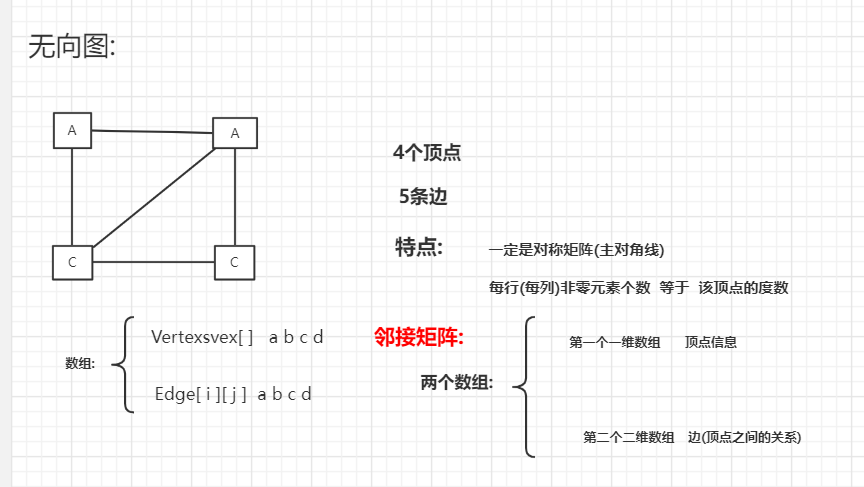 无向图:
A
A
C
C
4个顶点
5条边
特点:
一定是对称矩阵(主对角线)
每行(每列)非零元素个数 等于 该顶点的度数
数组:
Vertexsvex[ ] a b c d
Edge[ i ][ j ] a b c d
邻接矩阵:
两个数组:
第一个一维数组 顶点信息
第二个二维数组 边(顶点之间的关系)